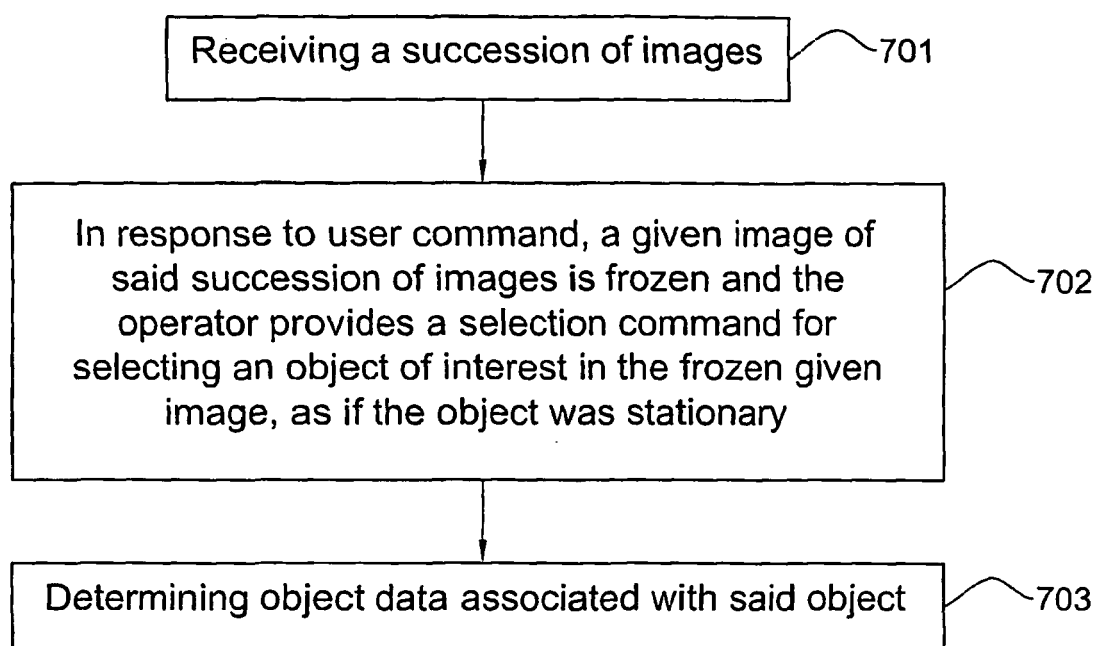 Receiving a succession of images
701
In response to user command, a given image of
said succession of images is frozen and the
operator provides a selection command for
selecting an object of interest in the frozen given
image, as if the object was stationary
702
Determining object data associated with said object
703